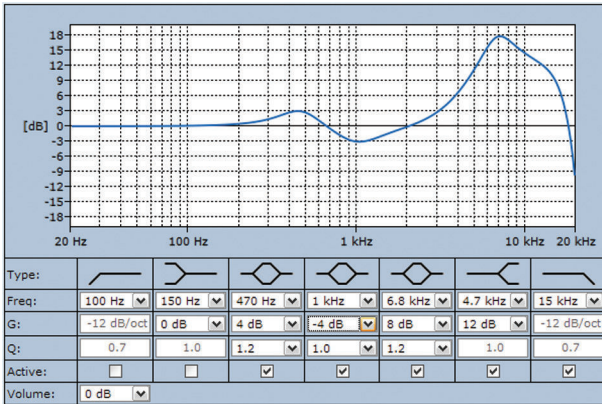 18
15
12
9
6
3
[dB] 0
-3
-6
-9
-12
-15
-18
20 Hz 100 Hz 1 kHz 10 kHz 20 kHz
Type:
Freq: 100 Hz 150 Hz 470 Hz 1 kHz 6.8 kHz 4.7 kHz 15 kHz
G: -12 dB/oct 0 dB 4 dB -4 dB 8 dB 12 dB -12 dB/oct
Q: 0.7 1.0 1.2 1.0 1.2 1.0 0.7
Active:
Volume: 0 dB